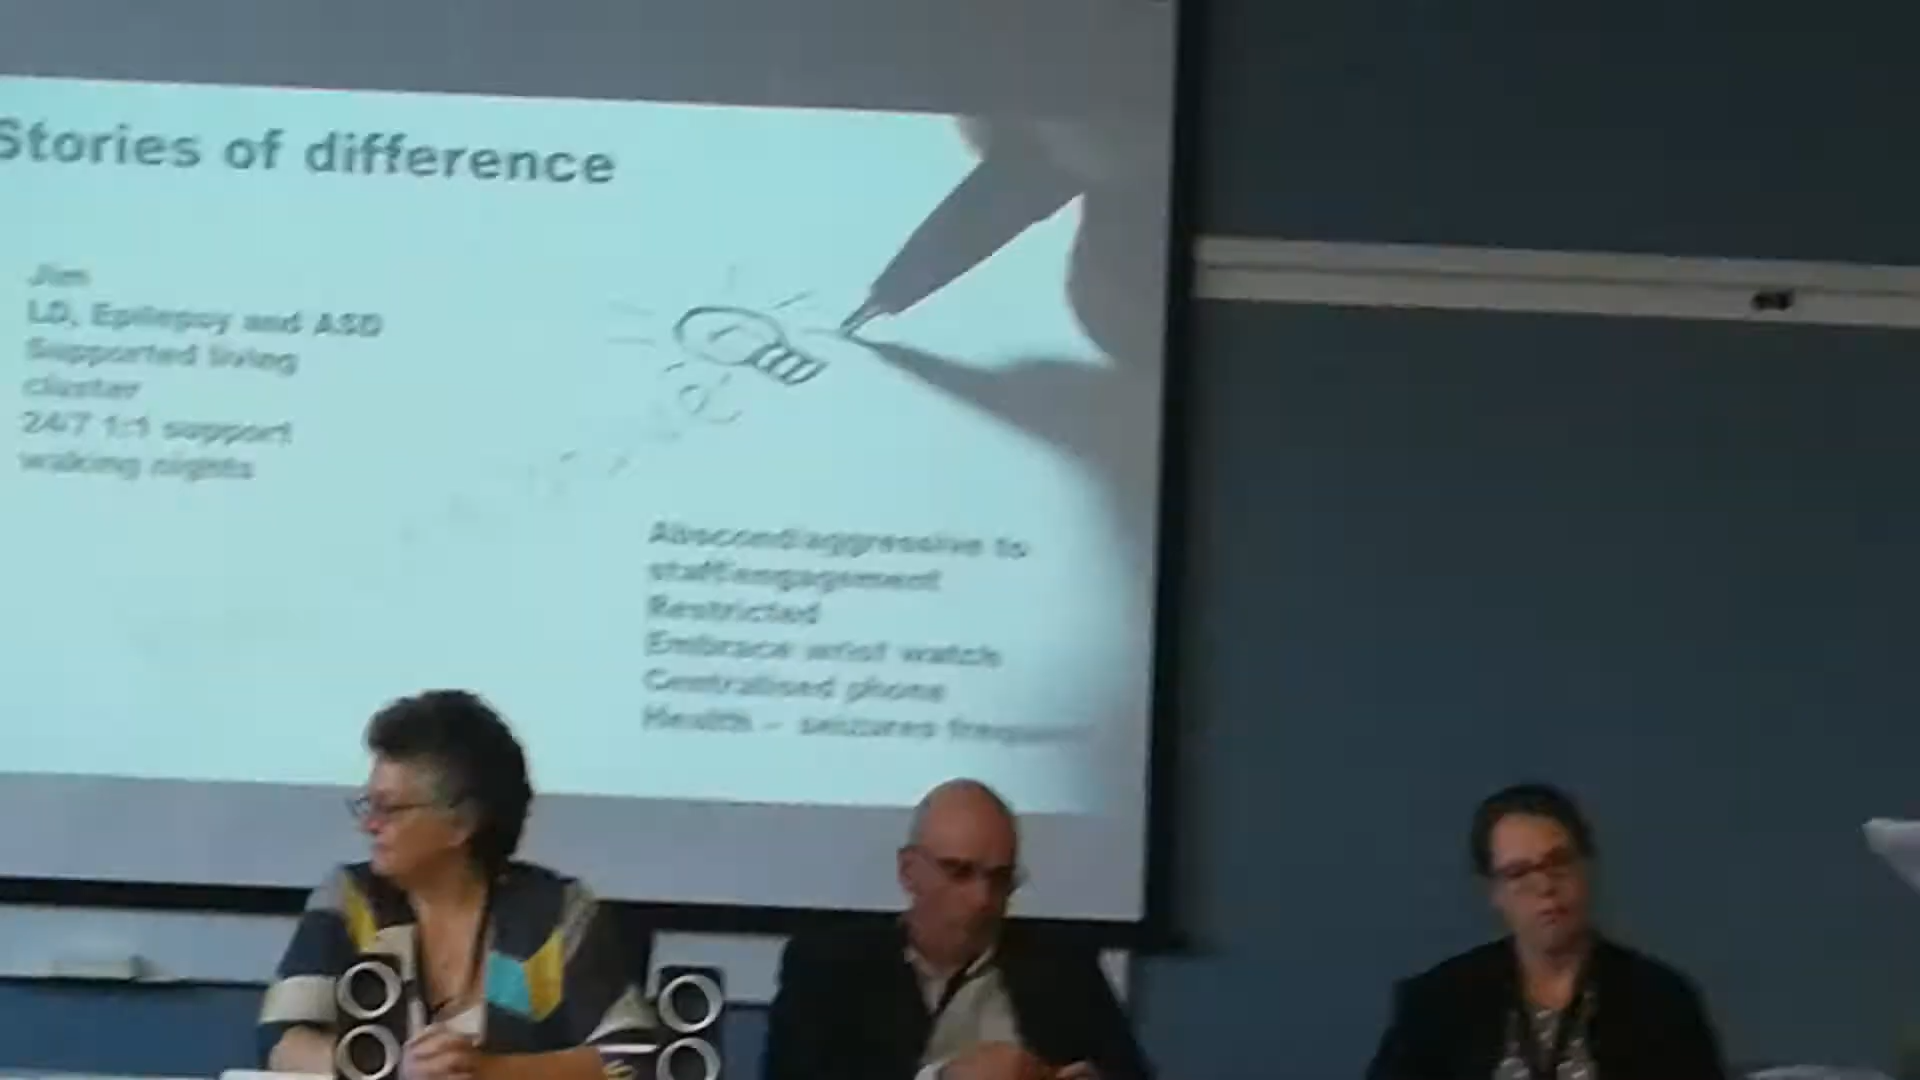 Stories of difference
Jim
LD, Epilepsy and ASD
Supported living
cluster
24/7 1:1 support
waking nights
Abscond/aggressive to
staff/engagement
Restricted
Embrace wrist watch
Centralised phone
Health – seizures frequent